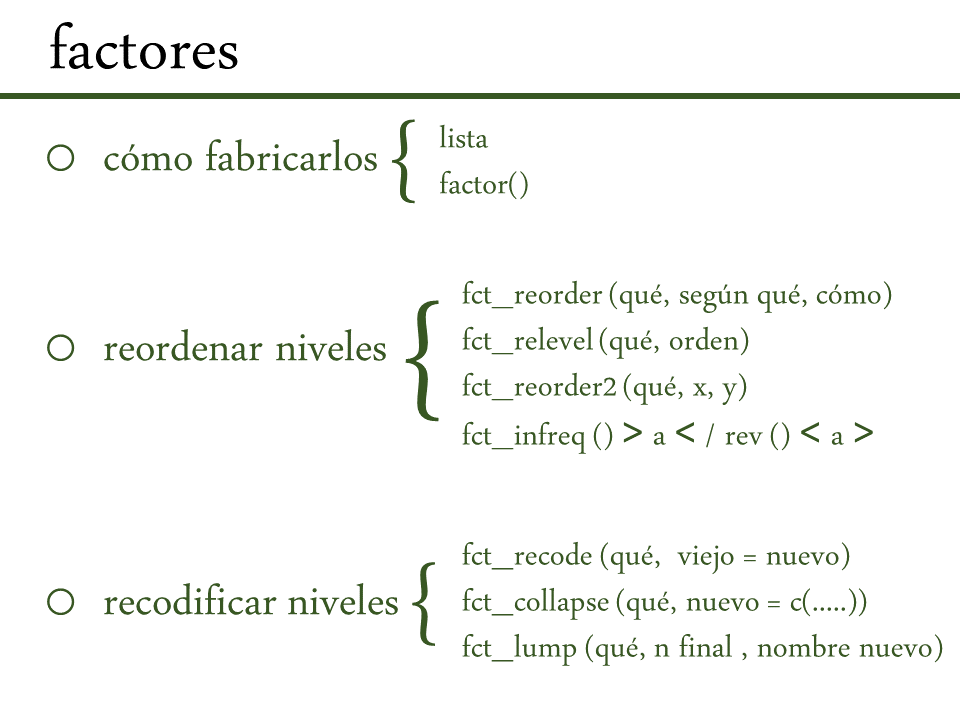 factores
cómo fabricarlos
lista
factor()
reordenar niveles
fct_reorder (qué, según qué, cómo)
fct_relevel (qué, orden)
fct_reorder2 (qué, x, y)
fct_infreq () > a < / rev () < a >
recodificar niveles
fct_recode (qué,  viejo = nuevo)
fct_collapse (qué, nuevo = c(.....))
fct_lump (qué, n final , nombre nuevo)